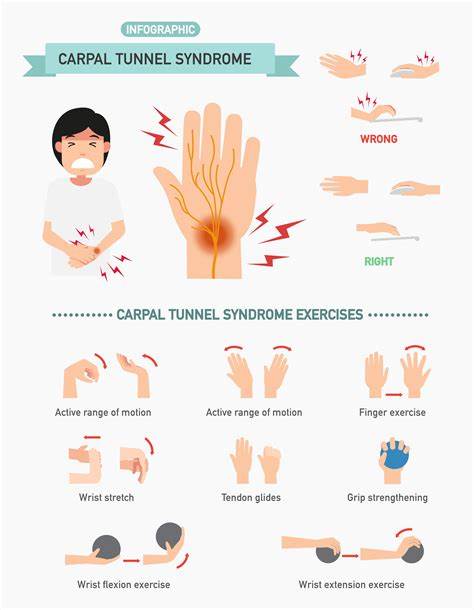 INFOGRAPHIC
CARPAL TUNNEL SYNDROME
WRONG
RIGHT
CARPAL TUNNEL SYNDROME EXERCISES
Active range of motion
Active range of motion
Finger exercise
Wrist stretch
Tendon glides
Grip strengthening
Wrist flexion exercise
Wrist extension exercise